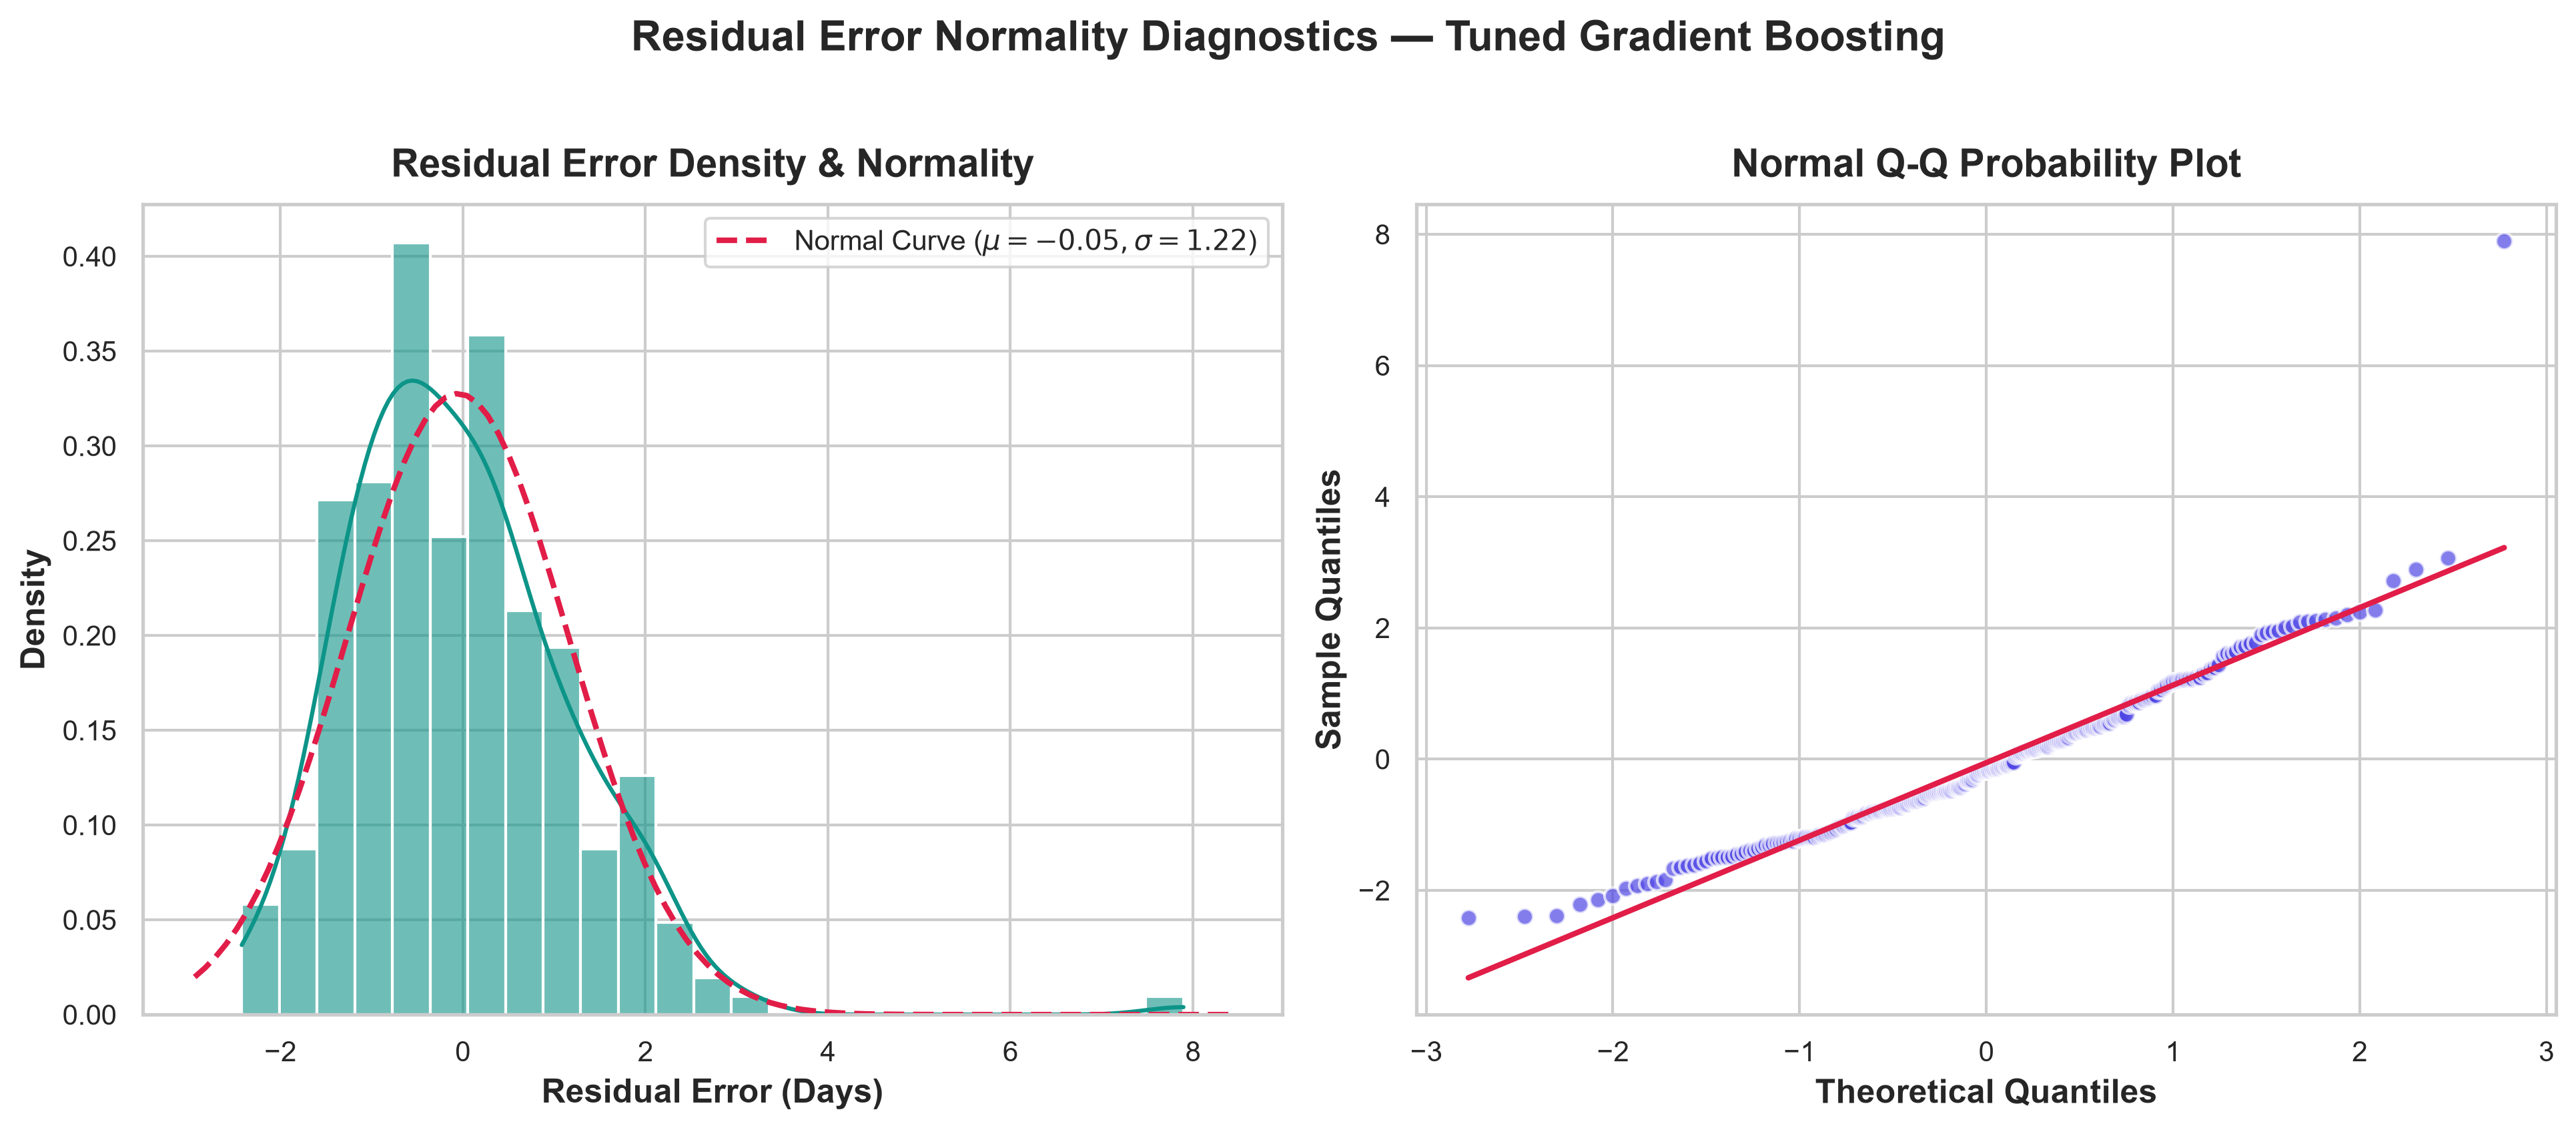 Residual Error Normality Diagnostics — Tuned Gradient Boosting
Residual Error Density & Normality
Normal Curve (μ = −0.05, σ = 1.22)
0.40
0.35
0.30
0.25
0.20
0.15
0.10
0.05
0.00
Density
−2 0 2 4 6 8
Residual Error (Days)
Normal Q-Q Probability Plot
8
6
4
2
0
−2
Sample Quantiles
−3 −2 −1 0 1 2 3
Theoretical Quantiles